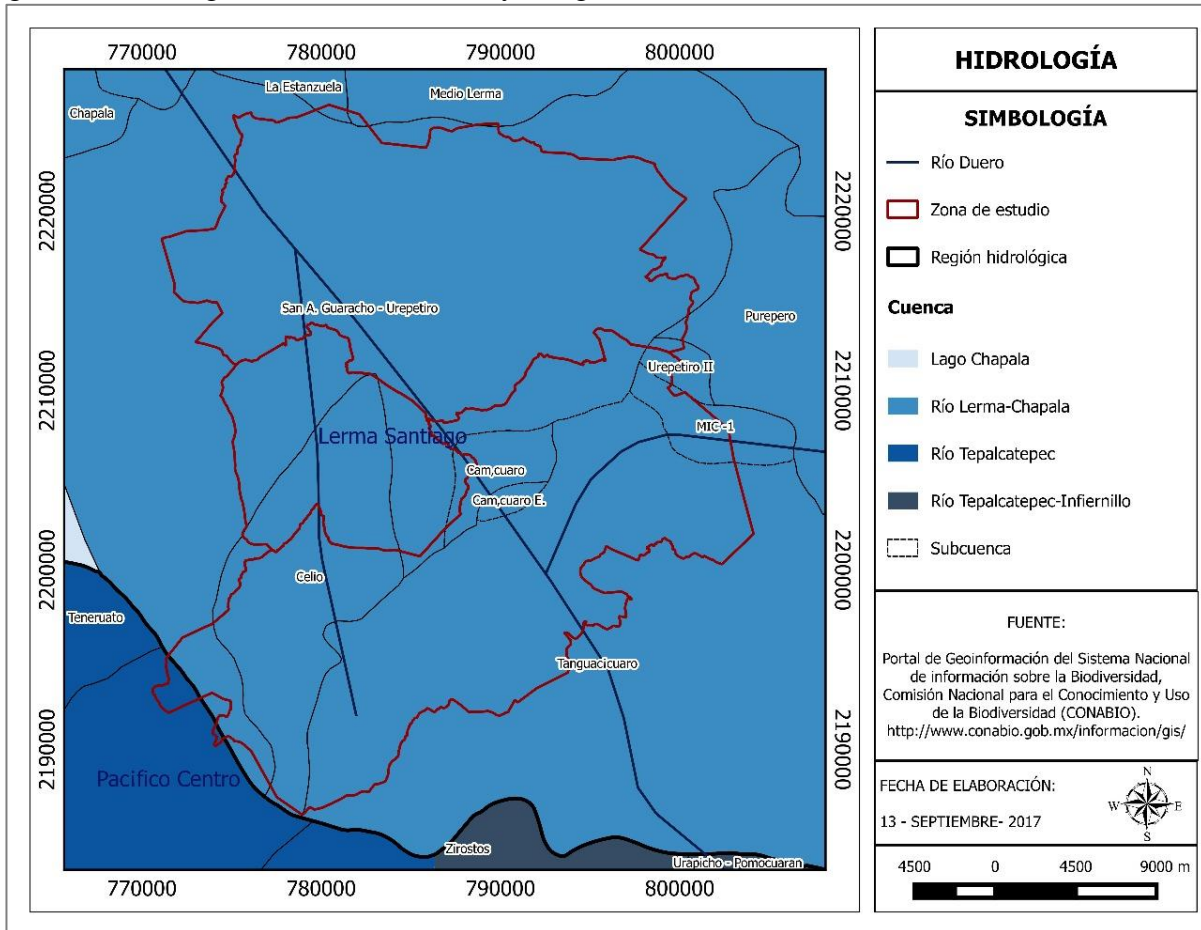 770000 780000 790000 800000
La Estanzuela
Medio Lerma
Chapala
2220000
2220000
San A. Guaracho - Urepetiro
Purepero
2210000
2210000
Urepetiro II
MIC -1
Lerma Santiago
Cam,cuaro
Cam,cuaro E.
2200000
2200000
Celio
Teneruato
Tanguacicuaro
2190000
2190000
Pacifico Centro
Zirostos
Urapicho - Pomocuaran
770000 780000 790000 800000
HIDROLOGÍA
SIMBOLOGÍA
Río Duero
Zona de estudio
Región hidrológica
Cuenca
Lago Chapala
Río Lerma-Chapala
Río Tepalcatepec
Río Tepalcatepec-Infiernillo
Subcuenca
FUENTE:
Portal de Geoinformación del Sistema Nacional
de información sobre la Biodiversidad,
Comisión Nacional para el Conocimiento y Uso
de la Biodiversidad (CONABIO).
http://www.conabio.gob.mx/informacion/gis/
FECHA DE ELABORACIÓN:
13 - SEPTIEMBRE- 2017
N
W E
S
4500 0 4500 9000 m